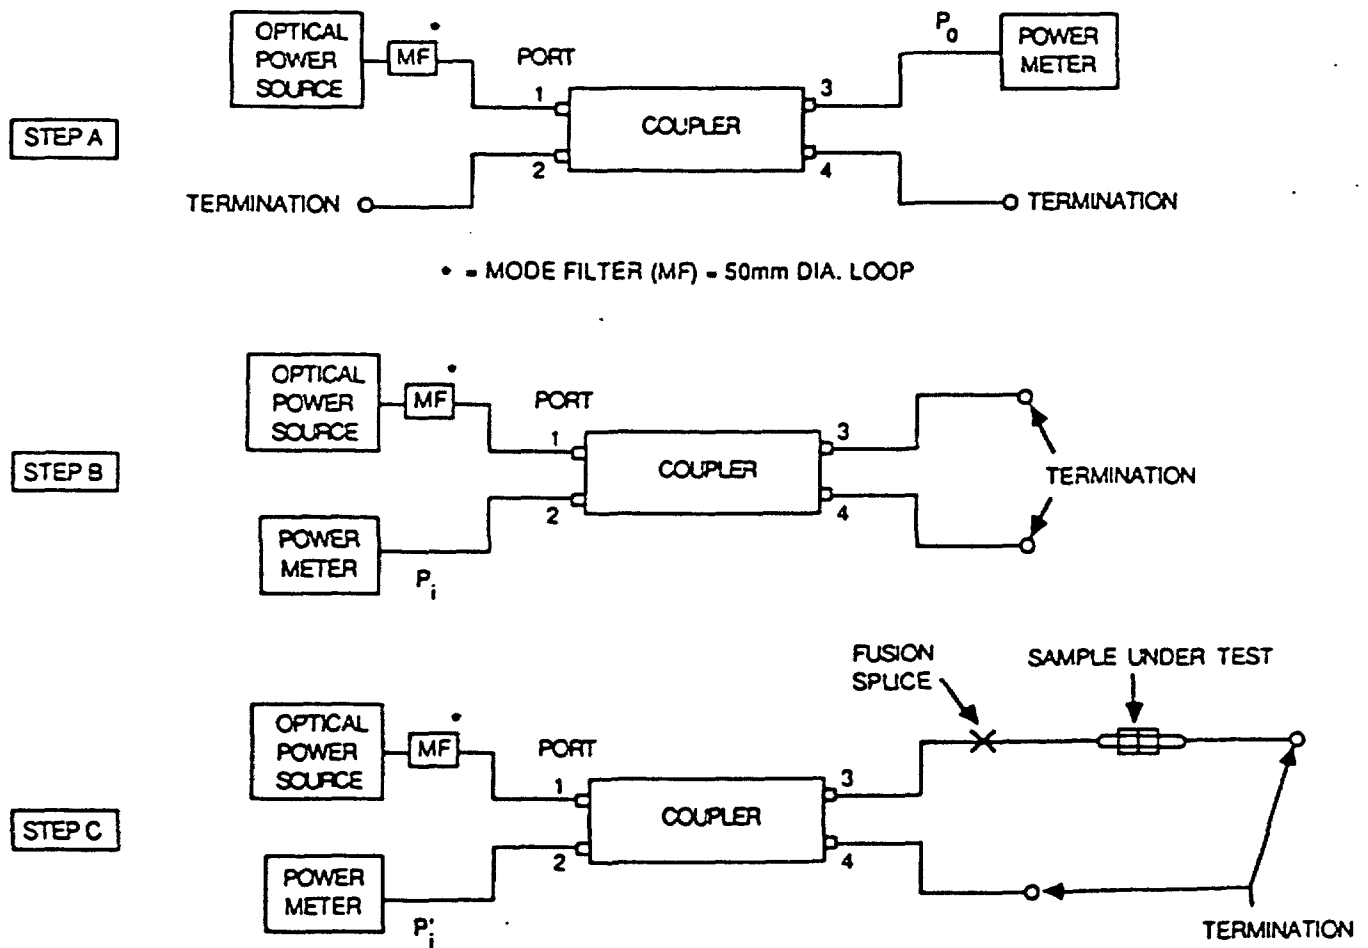 OPTICAL
POWER
SOURCE
MF
*
PORT
1
2
COUPLER
3
4
P0
POWER
METER
STEP A
TERMINATION
TERMINATION
* = MODE FILTER (MF) = 50mm DIA. LOOP
OPTICAL
POWER
SOURCE
MF
*
PORT
1
2
COUPLER
3
4
STEP B
TERMINATION
POWER
METER
Pi
FUSION
SPLICE
SAMPLE UNDER TEST
OPTICAL
POWER
SOURCE
MF
*
PORT
1
2
COUPLER
3
4
STEP C
POWER
METER
P'i
TERMINATION